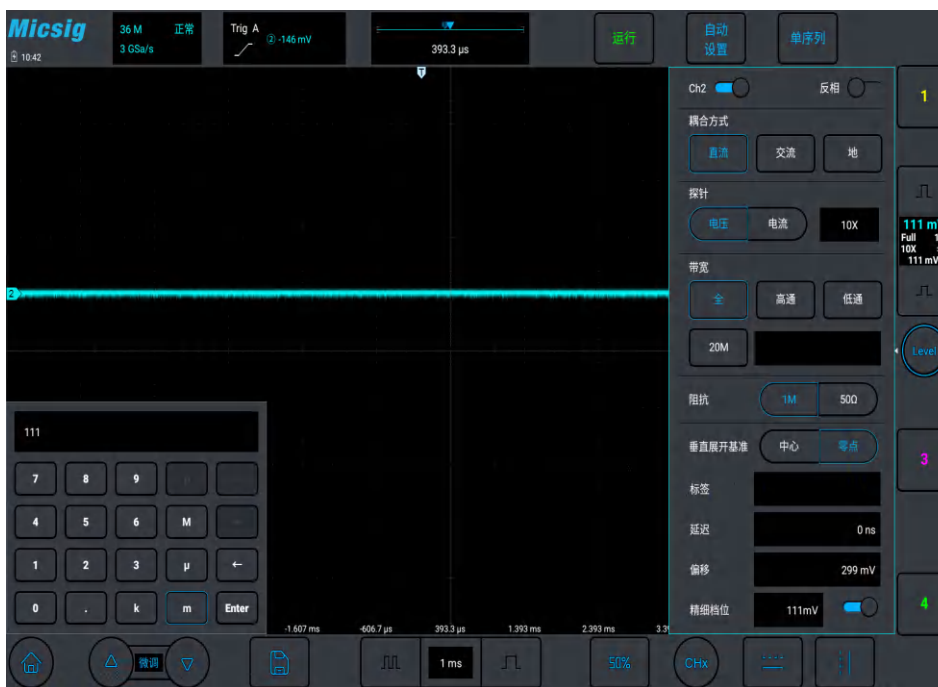 Micsig
10:42
36 M 正常
3 GSa/s
Trig A
② -146 mV
393.3 µs
运行
自动
设置
单序列
T
Ch2 反相
耦合方式
直流 交流 地
探针
电压 电流 10X
带宽
全 高通 低通
20M
阻抗 1M 50Ω
垂直展开基准 中心 零点
标签
延迟 0 ns
偏移 299 mV
精细档位 111mV
1
111 m
Full 1
10X
111 mV
Level
3
4
2
111
7 8 9
4 5 6 M
1 2 3 µ ←
0 . k m Enter
-1.607 ms -606.7 µs 393.3 µs 1.393 ms 2.393 ms 3.3
微调
1 ms
50%
CHx